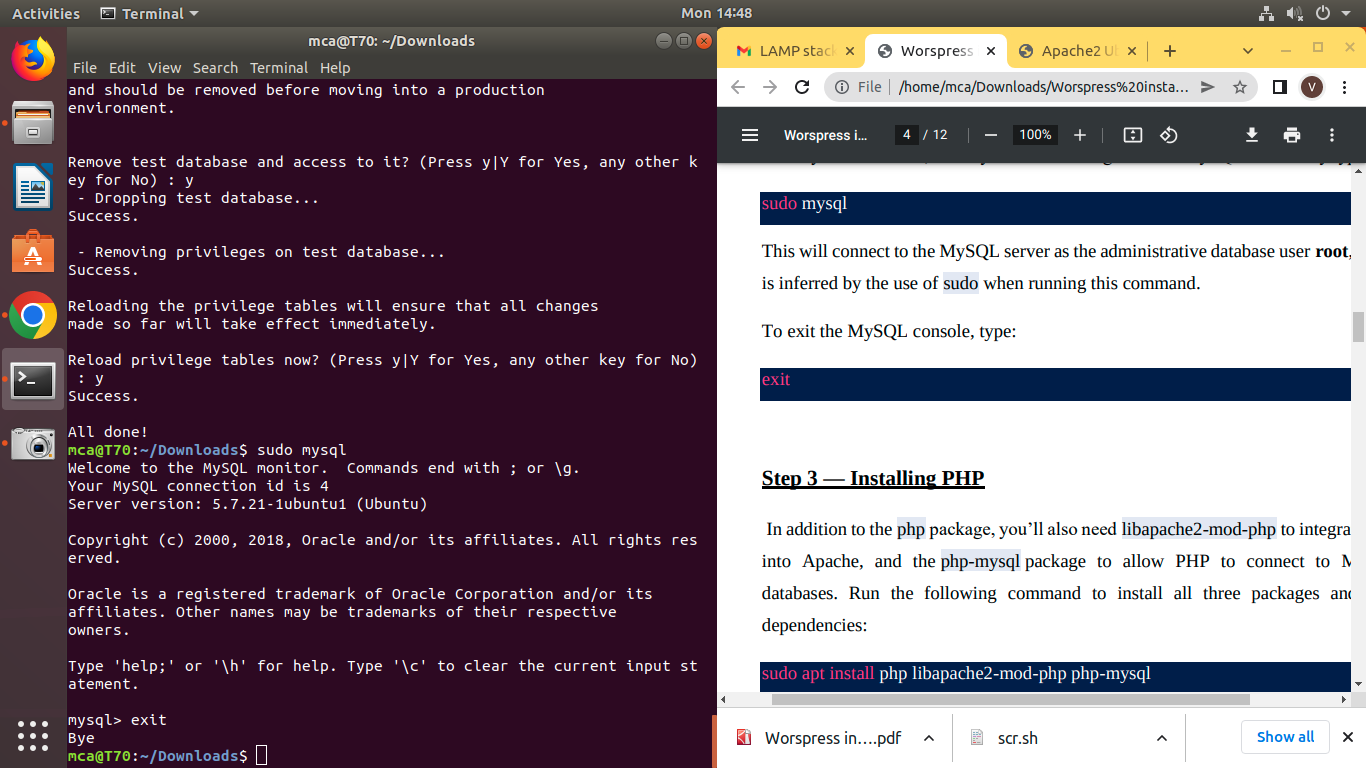 Activities
Terminal
Mon 14:48
mca@T70: ~/Downloads
File Edit View Search Terminal Help
and should be removed before moving into a production
environment.
Remove test database and access to it? (Press y|Y for Yes, any other k
ey for No) : y
 - Dropping test database...
Success.
 - Removing privileges on test database...
Success.
Reloading the privilege tables will ensure that all changes
made so far will take effect immediately.
Reload privilege tables now? (Press y|Y for Yes, any other key for No)
 : y
Success.
All done!
mca@T70:~/Downloads$ sudo mysql
Welcome to the MySQL monitor.  Commands end with ; or \g.
Your MySQL connection id is 4
Server version: 5.7.21-1ubuntu1 (Ubuntu)
Copyright (c) 2000, 2018, Oracle and/or its affiliates. All rights res
erved.
Oracle is a registered trademark of Oracle Corporation and/or its
affiliates. Other names may be trademarks of their respective
owners.
Type 'help;' or '\h' for help. Type '\c' to clear the current input st
atement.
mysql> exit
Bye
mca@T70:~/Downloads$
LAMP stac
Worspress
Apache2 U
File /home/mca/Downloads/Worspress%20insta...
V
Worspress i...
4 / 12
100%
sudo mysql
This will connect to the MySQL server as the administrative database user root,
is inferred by the use of sudo when running this command.
To exit the MySQL console, type:
exit
Step 3 — Installing PHP
In addition to the php package, you’ll also need libapache2-mod-php to integra
into Apache, and the php-mysql package to allow PHP to connect to M
databases. Run the following command to install all three packages and
dependencies:
sudo apt install php libapache2-mod-php php-mysql
Worspress in....pdf
scr.sh
Show all